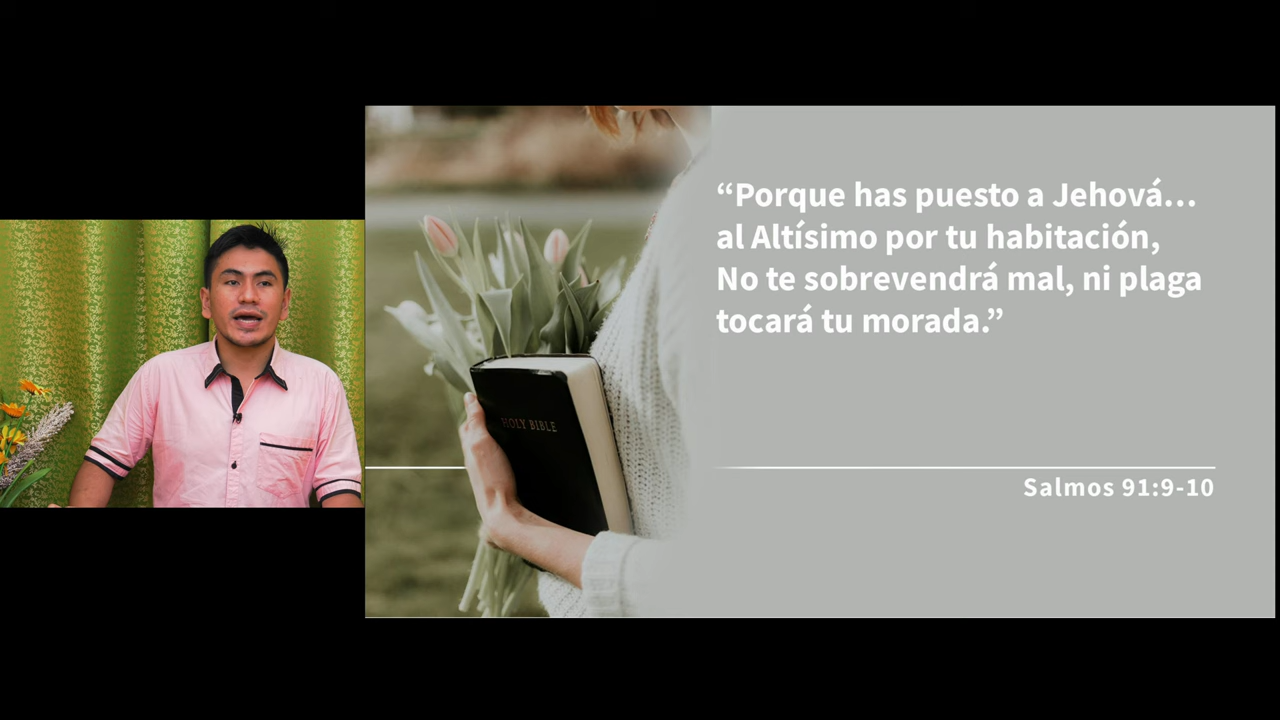 “Porque has puesto a Jehová...
al Altísimo por tu habitación,
No te sobrevendrá mal, ni plaga
tocará tu morada.”
HOLY BIBLE
Salmos 91:9-10